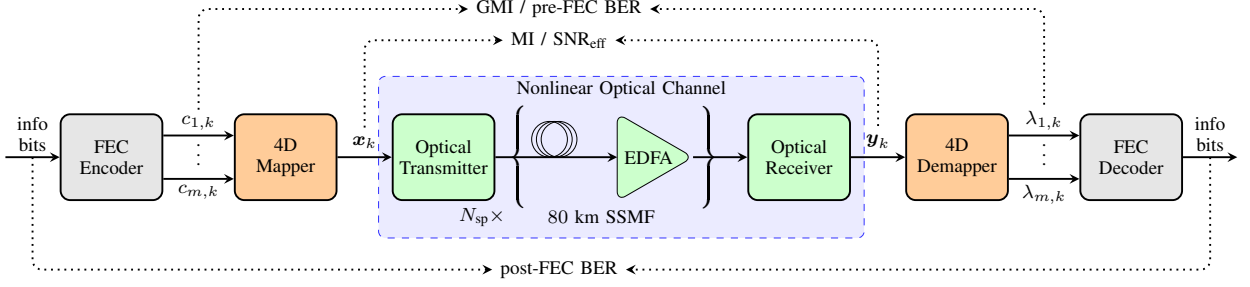 GMI / pre-FEC BER
MI / SNR_eff
Nonlinear Optical Channel
info
bits
FEC
Encoder
c_{1,k}
c_{m,k}
4D
Mapper
x_k
Optical
Transmitter
N_sp×
80 km SSMF
EDFA
Optical
Receiver
y_k
4D
Demapper
λ_{1,k}
λ_{m,k}
FEC
Decoder
info
bits
post-FEC BER